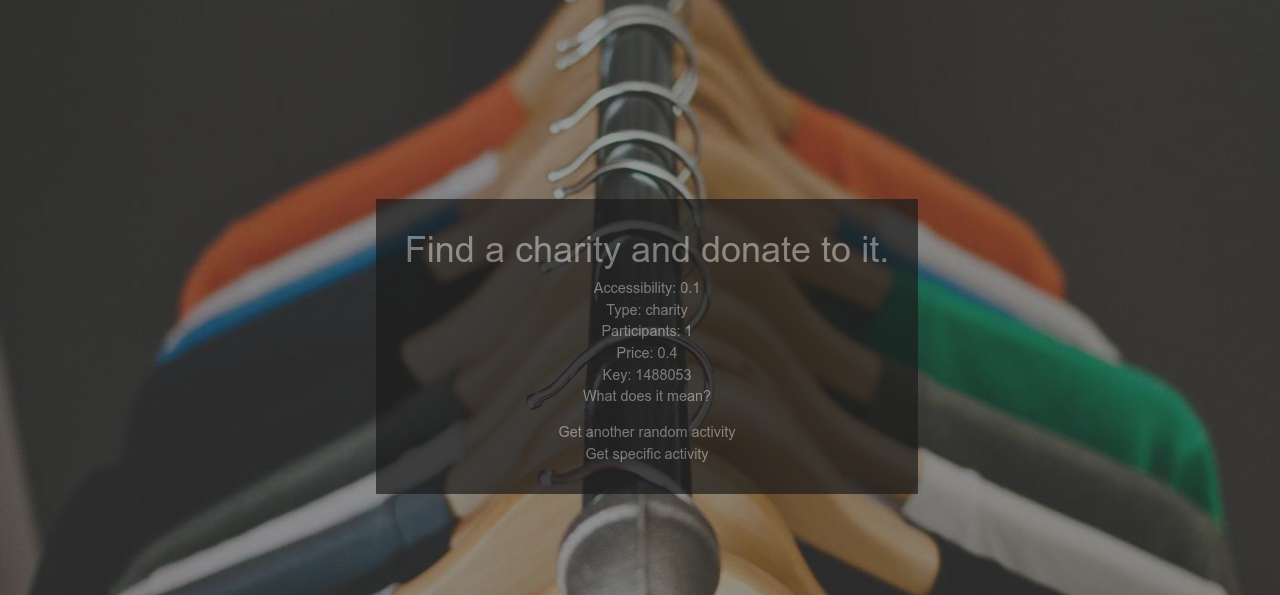 Find a charity and donate to it.
Accessibility: 0.1
Type: charity
Participants: 1
Price: 0.4
Key: 1488053
What does it mean?
Get another random activity
Get specific activity